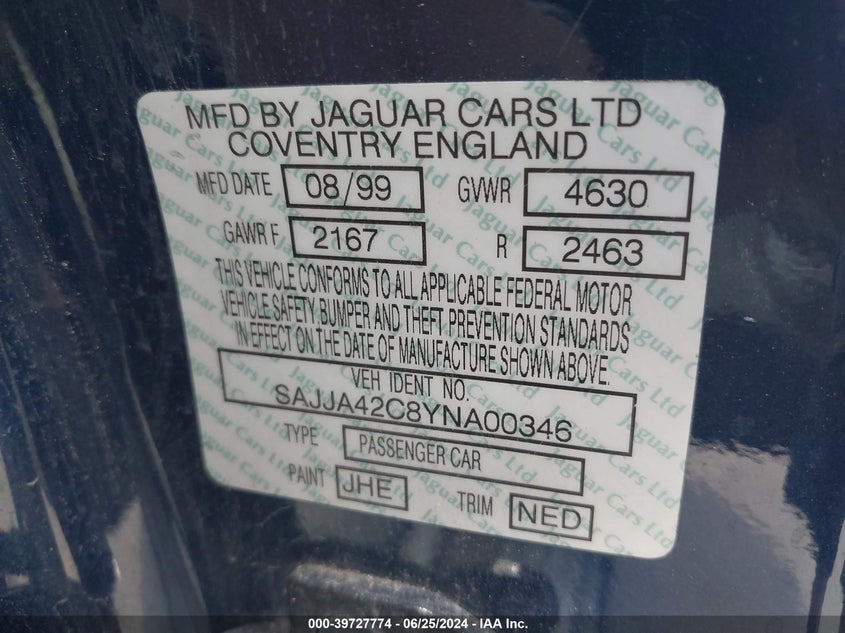 MFD BY JAGUAR CARS LTD
COVENTRY ENGLAND
MFD DATE 08/99 GVWR 4630
GAWR F 2167 R 2463
THIS VEHICLE CONFORMS TO ALL APPLICABLE FEDERAL MOTOR
VEHICLE SAFETY BUMPER AND THEFT PREVENTION STANDARDS
IN EFFECT ON THE DATE OF MANUFACTURE SHOWN ABOVE.
VEH IDENT NO.
SAJJA42C8YNA00346
TYPE PASSENGER CAR
PAINT JHE TRIM NED
000-39727774 - 06/25/2024 - IAA Inc.